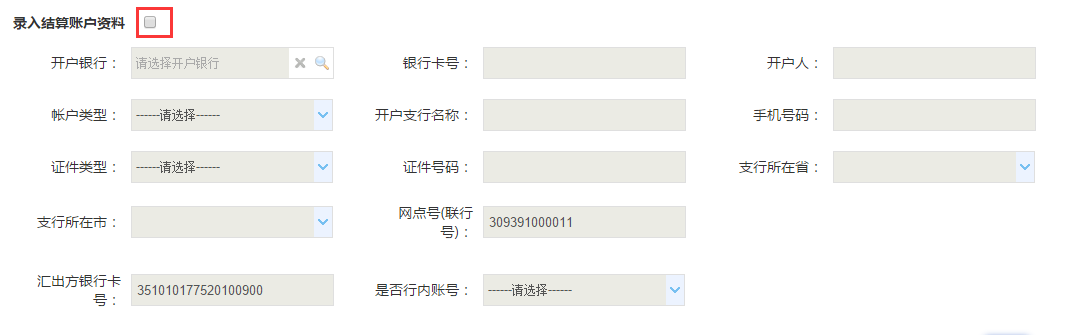 录入结算账户资料
开户银行： 请选择开户银行 银行卡号： 开户人：
帐户类型： ------请选择------ 开户支行名称： 手机号码：
证件类型： ------请选择------ 证件号码： 支行所在省：
支行所在市： 网点号(联行
号)： 309391000011
汇出方银行卡
号： 351010177520100900 是否行内账号： ------请选择------